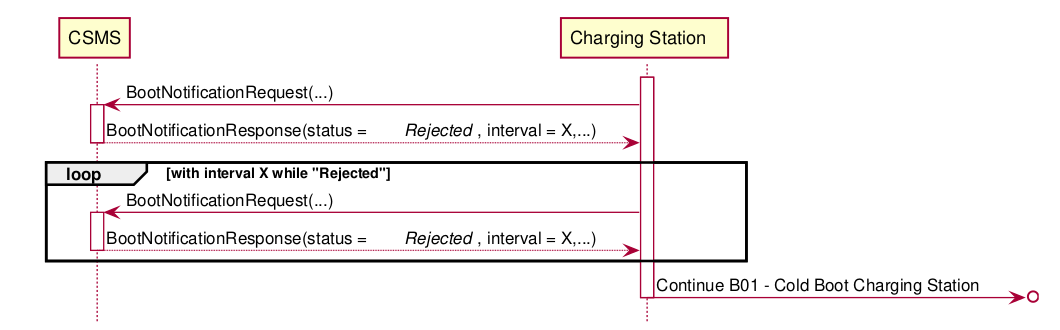 CSMS
Charging Station
BootNotificationRequest(...)
BootNotificationResponse(status = Rejected , interval = X,...)
loop [with interval X while "Rejected"]
BootNotificationRequest(...)
BootNotificationResponse(status = Rejected , interval = X,...)
Continue B01 - Cold Boot Charging Station